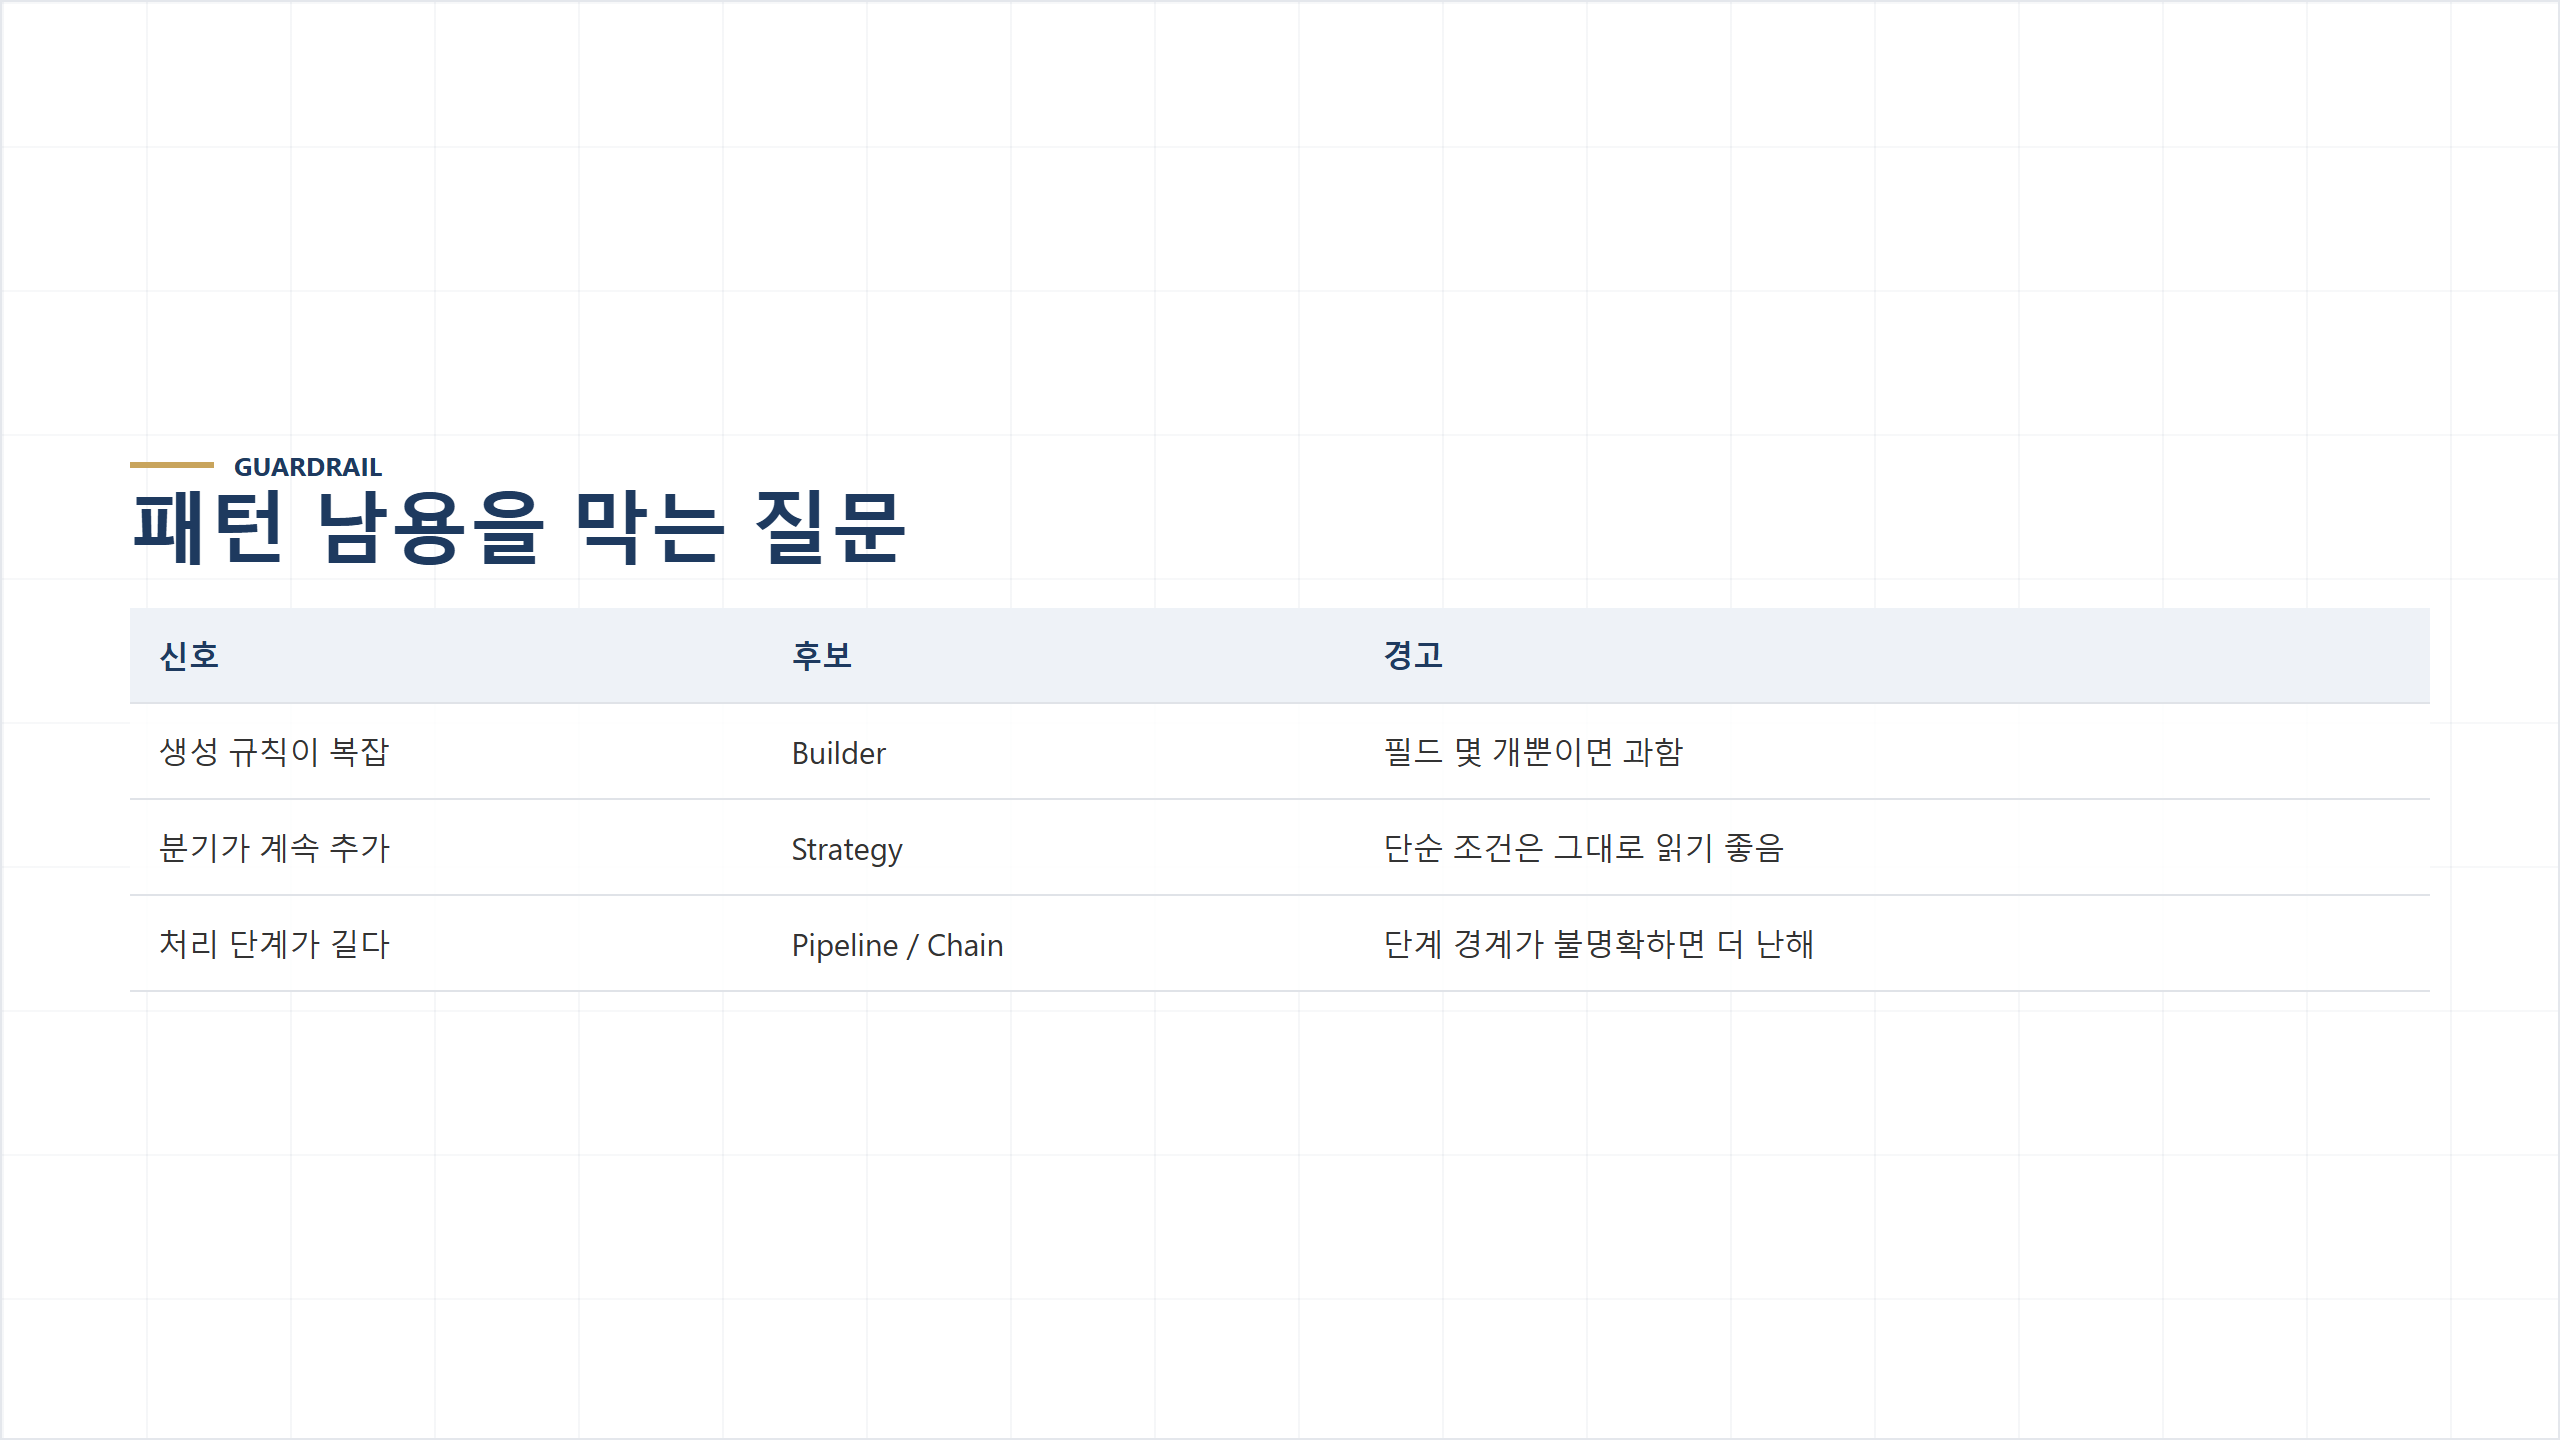 GUARDRAIL
패턴 남용을 막는 질문
신호 후보 경고
생성 규칙이 복잡 Builder 필드 몇 개뿐이면 과함
분기가 계속 추가 Strategy 단순 조건은 그대로 읽기 좋음
처리 단계가 길다 Pipeline / Chain 단계 경계가 불명확하면 더 난해